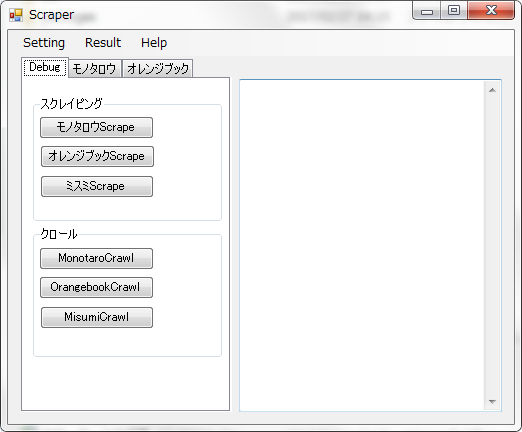 Scraper
Setting Result Help
Debug モノタロウ オレンジブック
スクレイピング
モノタロウScrape
オレンジブックScrape
ミスミScrape
クロール
MonotaroCrawl
OrangebookCrawl
MisumiCrawl